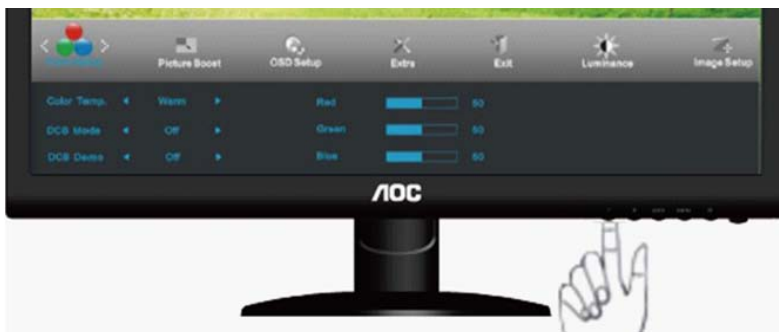 Picture Boost OSD Setup Extra Exit Luminance Image Setup
Color Temp. Warm Red 50
DCB Mode Off Green 50
DCB Demo Off Blue 50
AOC